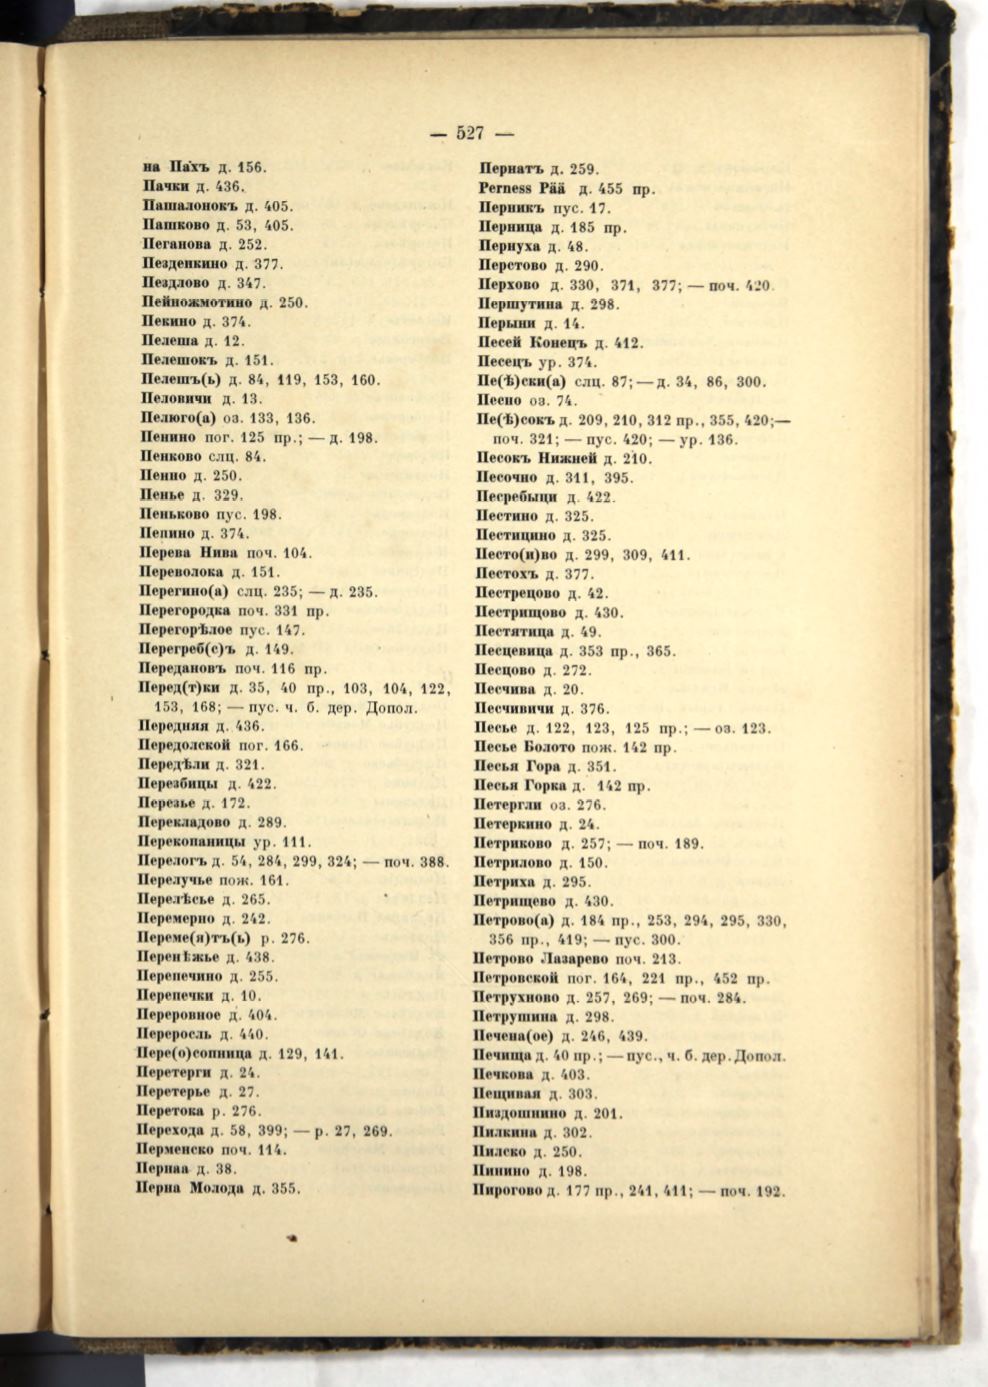 — 527 —
на Пахъ д. 156.
Пачки д. 436.
Пашалонокъ д. 405.
Пашково д. 53, 405.
Пеганова д. 252.
Пезденкино д. 377.
Пездлово д. 347.
Пейножмотино д. 250.
Пекино д. 374.
Пелеша д. 12.
Пелешокъ д. 151.
Пелешъ(ь) д. 84, 119, 153, 160.
Пеловичи д. 13.
Пелюго(а) оз. 133, 136.
Пенино пог. 125 пр.; — д. 198.
Пенково слц. 84.
Пенно д. 250.
Пенье д. 329.
Пеньково пус. 198.
Пепино д. 374.
Перева Нива поч. 104.
Переволока д. 151.
Перегино(а) слц. 235; — д. 235.
Перегородка поч. 331 пр.
Перегорѣлое пус. 147.
Перегреб(с)ъ д. 149.
Передановъ поч. 116 пр.
Перед(т)ки д. 35, 40 пр., 103, 104, 122,
153, 168; — пус. ч. б. дер. Допол.
Передняя д. 436.
Передолской пог. 166.
Передѣли д. 321.
Перезбицы д. 422.
Перезье д. 172.
Перекладово д. 289.
Перекопаницы ур. 111.
Перелогъ д. 54, 284, 299, 324; — поч. 388.
Перелучье пож. 161.
Перелѣсье д. 265.
Перемерно д. 242.
Переме(я)тъ(ь) р. 276.
Перенѣжье д. 438.
Перепечино д. 255.
Перепечки д. 10.
Переровное д. 404.
Переросль д. 440.
Пере(о)сопница д. 129, 141.
Перетерги д. 24.
Перетерье д. 27.
Перетока р. 276.
Перехода д. 58, 399; — р. 27, 269.
Перменско поч. 114.
Пернаа д. 38.
Перна Молода д. 355.
Пернатъ д. 259.
Perness Pää д. 455 пр.
Перникъ пус. 17.
Перница д. 185 пр.
Пернуха д. 48.
Перстово д. 290.
Перхово д. 330, 371, 377; — поч. 420.
Першутина д. 298.
Перыни д. 14.
Песей Конецъ д. 412.
Песецъ ур. 374.
Пе(ѣ)ски(а) слц. 87; — д. 34, 86, 300.
Песно оз. 74.
Пе(ѣ)сокъ д. 209, 210, 312 пр., 355, 420; —
поч. 321; — пус. 420; — ур. 136.
Песокъ Нижней д. 210.
Песочно д. 311, 395.
Песребыци д. 422.
Пестино д. 325.
Пестицино д. 325.
Песто(и)во д. 299, 309, 411.
Пестохъ д. 377.
Пестрецово д. 42.
Пестрищово д. 430.
Пестятица д. 49.
Песцевица д. 353 пр., 365.
Песцово д. 272.
Песчива д. 20.
Песчивичи д. 376.
Песье д. 122, 123, 125 пр.; — оз. 123.
Песье Болото пож. 142 пр.
Песья Гора д. 351.
Песья Горка д. 142 пр.
Петергли оз. 276.
Петеркино д. 24.
Петриково д. 257; — поч. 189.
Петрилово д. 150.
Петриха д. 295.
Петрищево д. 430.
Петрово(а) д. 184 пр., 253, 294, 295, 330,
356 пр., 419; — пус. 300.
Петрово Лазарево поч. 213.
Петровской пог. 164, 221 пр., 452 пр.
Петрухново д. 257, 269; — поч. 284.
Петрушина д. 298.
Печена(ое) д. 246, 439.
Печища д. 40 пр.; — пус., ч. б. дер. Допол.
Печкова д. 403.
Пещивая д. 303.
Пиздошнино д. 201.
Пилкина д. 302.
Пилско д. 250.
Пинино д. 198.
Пирогово д. 177 пр., 241, 411; — поч. 192.